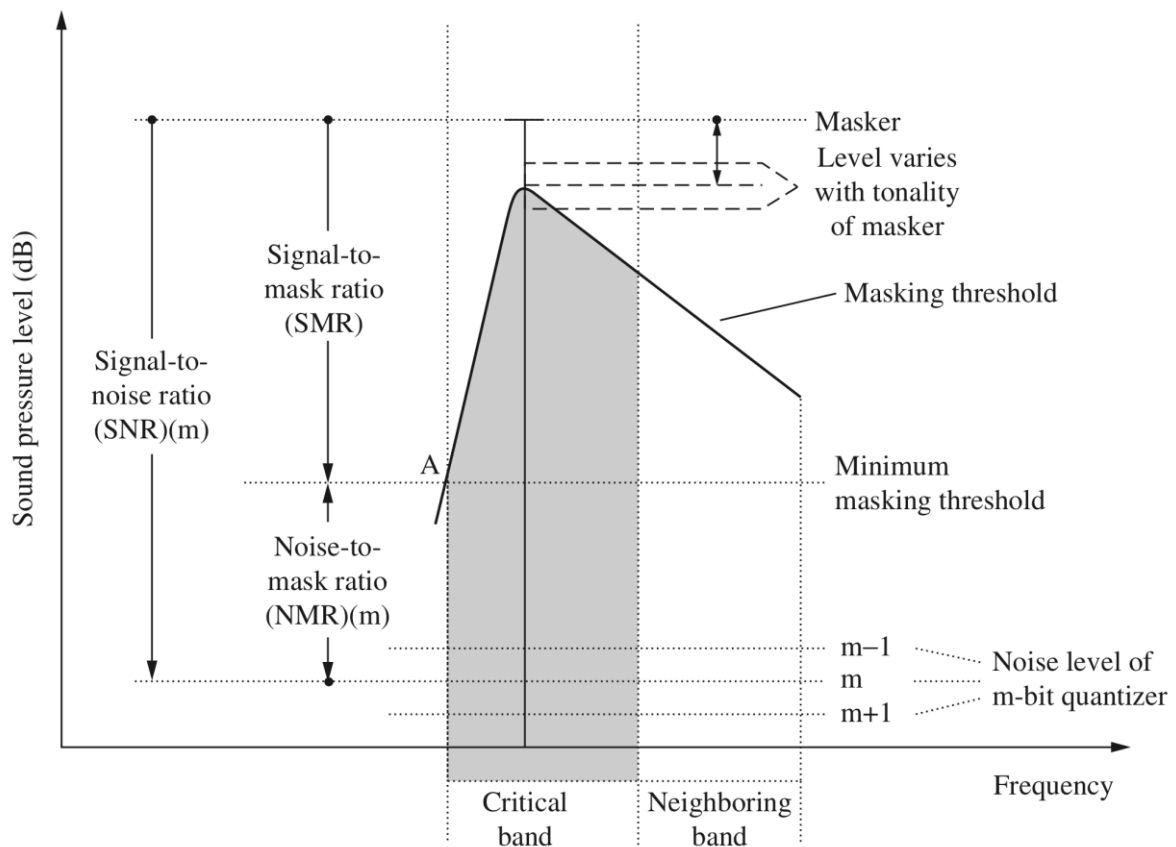 Sound pressure level (dB)
Signal-to-
noise ratio
(SNR)(m)
Signal-to-
mask ratio
(SMR)
Noise-to-
mask ratio
(NMR)(m)
A
Masker
Level varies
with tonality
of masker
Masking threshold
Minimum
masking threshold
m–1
m
m+1
Noise level of
m-bit quantizer
Frequency
Critical
band
Neighboring
band